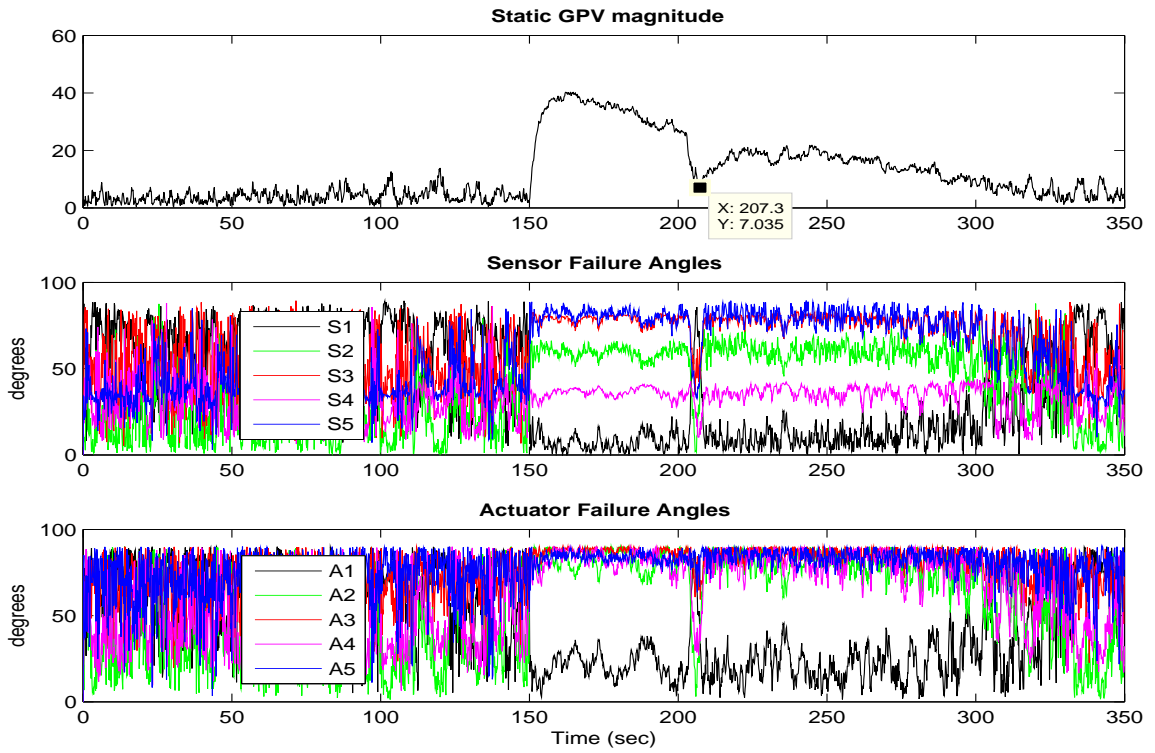 Static GPV magnitude
60
40
20
0
0 50 100 150 200 250 300 350
X: 207.3
Y: 7.035
Sensor Failure Angles
degrees
100
50
0
S1
S2
S3
S4
S5
0 50 100 150 200 250 300 350
Actuator Failure Angles
degrees
100
50
0
A1
A2
A3
A4
A5
0 50 100 150 200 250 300 350
Time (sec)